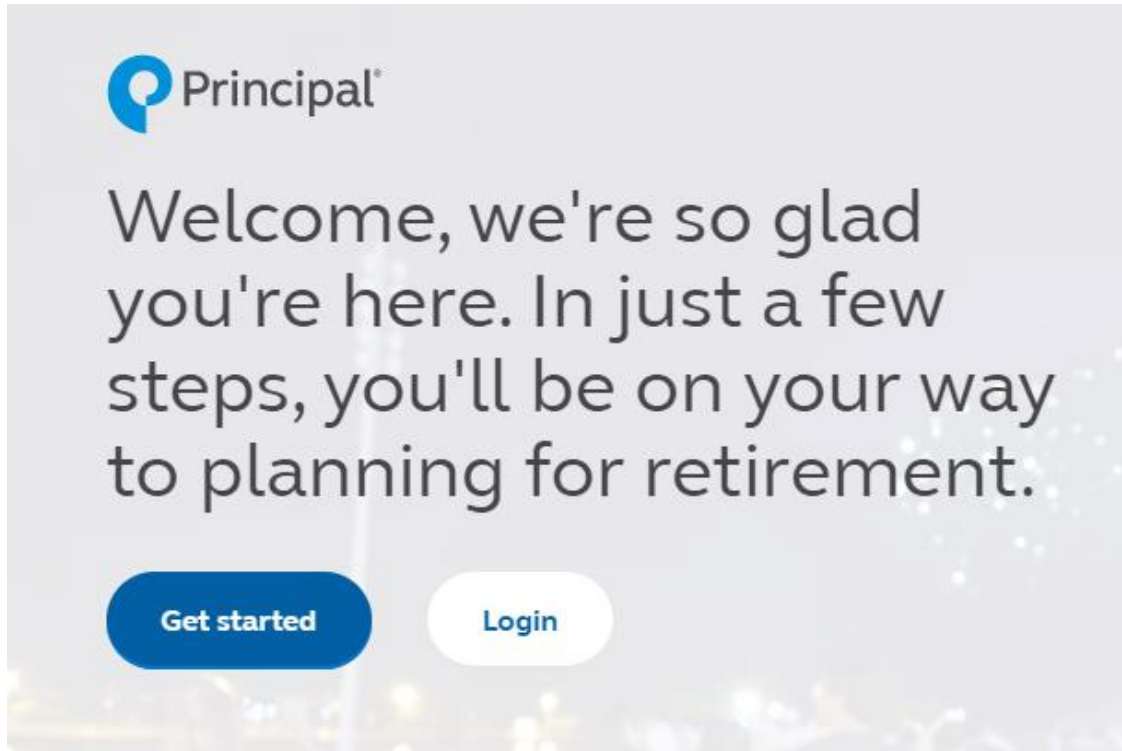 Principal®
Welcome, we're so glad
you're here. In just a few
steps, you'll be on your way
to planning for retirement.
Get started
Login